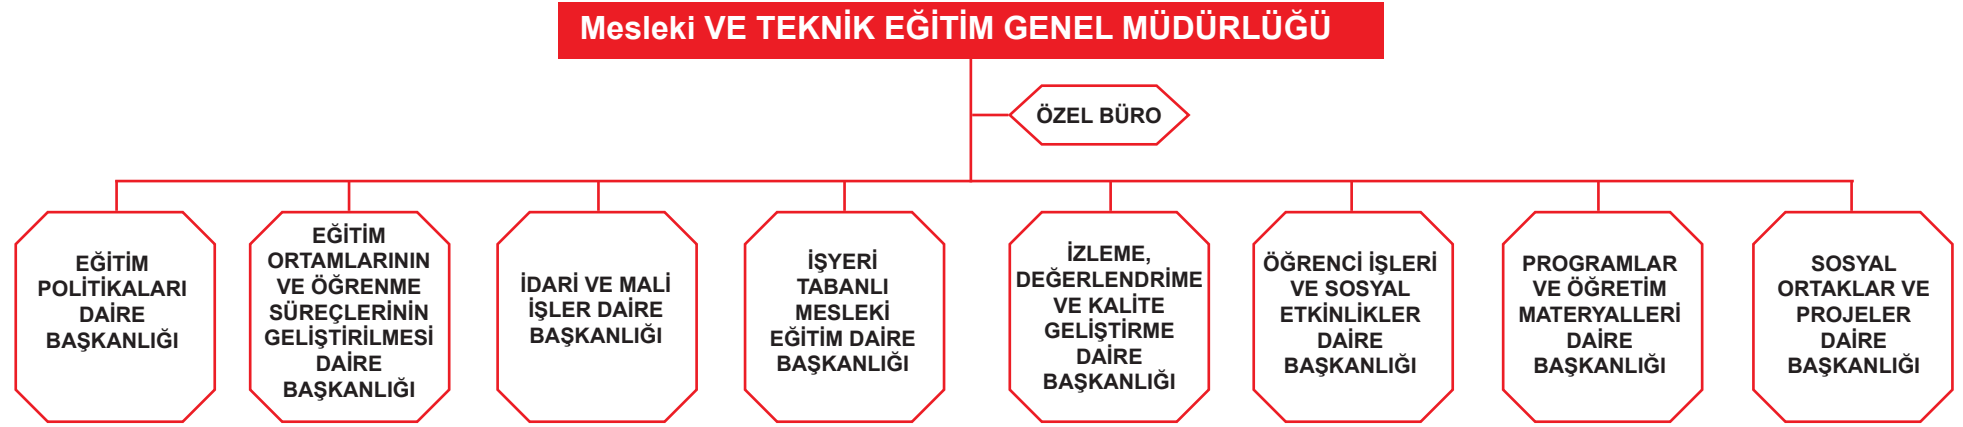 Mesleki VE TEKNİK EĞİTİM GENEL MÜDÜRLÜĞÜ
ÖZEL BÜRO
EĞİTİM
POLİTİKALARI
DAİRE
BAŞKANLIĞI
EĞİTİM
ORTAMLARININ
VE ÖĞRENME
SÜREÇLERİNİN
GELİŞTİRİLMESİ
DAİRE
BAŞKANLIĞI
İDARİ VE MALİ
İŞLER DAİRE
BAŞKANLIĞI
İŞYERİ
TABANLI
MESLEKİ
EĞİTİM DAİRE
BAŞKANLIĞI
İZLEME,
DEĞERLENDRİME
VE KALİTE
GELİŞTİRME
DAİRE
BAŞKANLIĞI
ÖĞRENCİ İŞLERİ
VE SOSYAL
ETKİNLİKLER
DAİRE
BAŞKANLIĞI
PROGRAMLAR
VE ÖĞRETİM
MATERYALLERİ
DAİRE
BAŞKANLIĞI
SOSYAL
ORTAKLAR VE
PROJELER
DAİRE
BAŞKANLIĞI